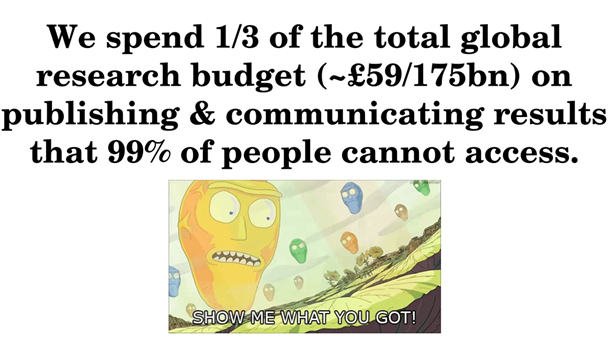 We spend 1/3 of the total global
research budget (~£59/175bn) on
publishing & communicating results
that 99% of people cannot access.
SHOW ME WHAT YOU GOT!